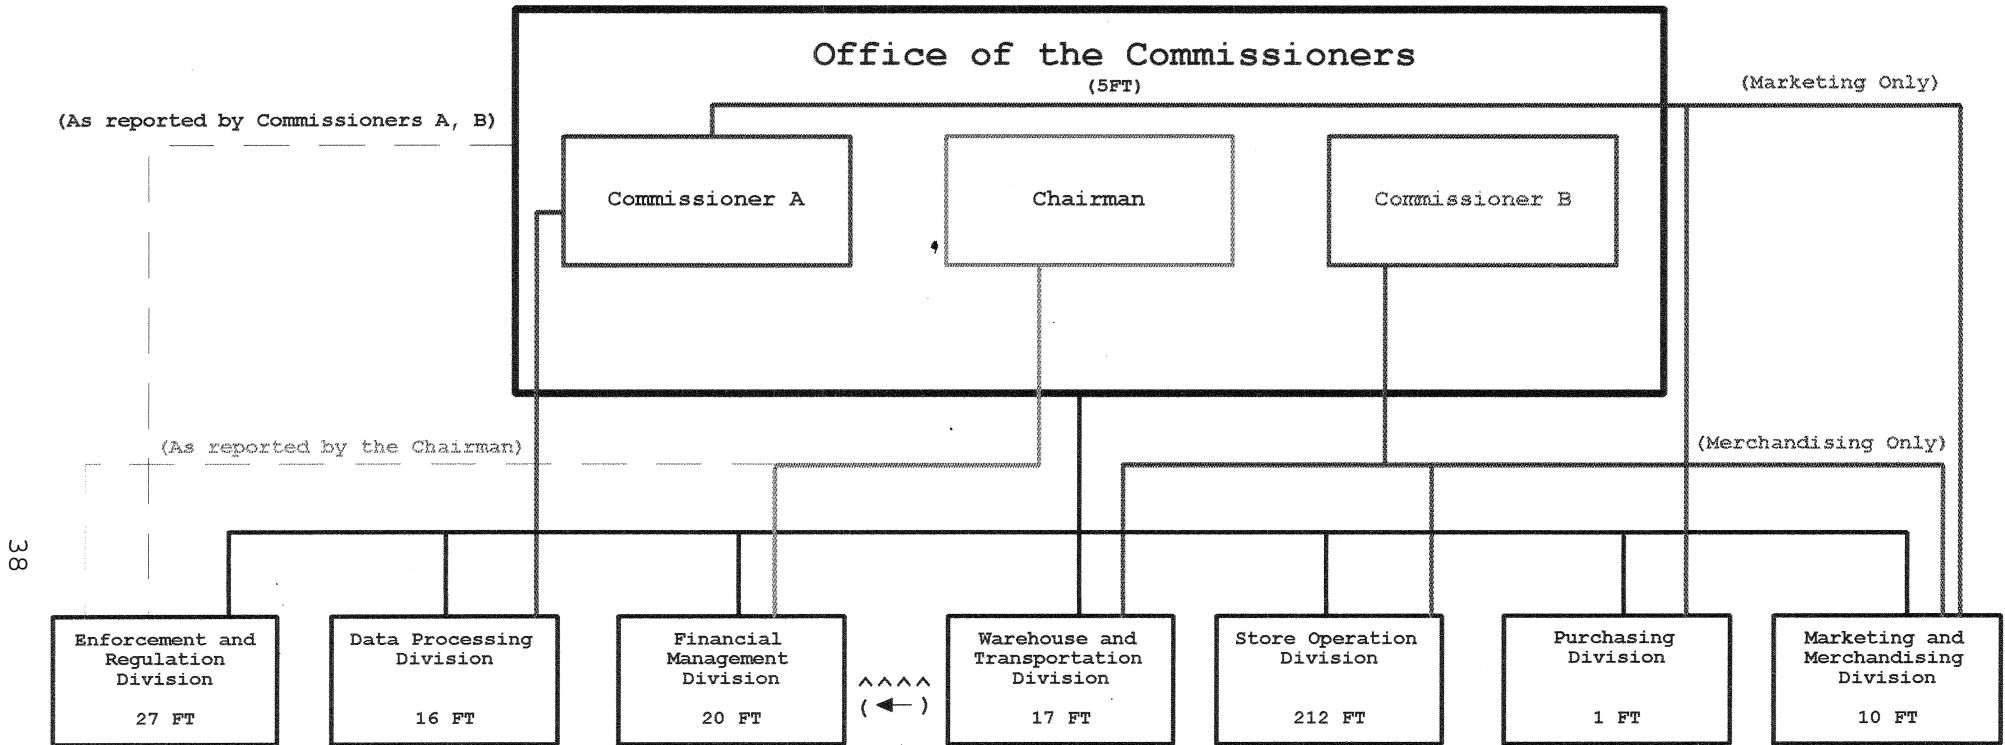 Office of the Commissioners
(5FT)
(Marketing Only)
(As reported by Commissioners A, B)
Commissioner A
Chairman
Commissioner B
(As reported by the Chairman)
(Merchandising Only)
38
Enforcement and
Regulation
Division
27 FT
Data Processing
Division
16 FT
Financial
Management
Division
20 FT
^^^^
(←)
Warehouse and
Transportation
Division
17 FT
Store Operation
Division
212 FT
Purchasing
Division
1 FT
Marketing and
Merchandising
Division
10 FT